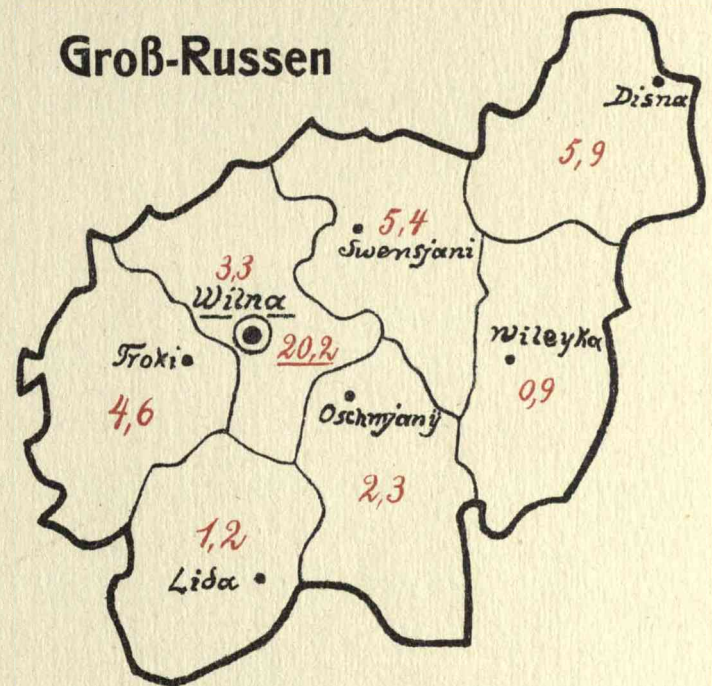 Groß-Russen
Disna
5,9
5,4
Swensjani
3,3
Wilna
20,2
Wileyka
0,9
Troki
4,6
Oschmjanÿ
2,3
1,2
Lida